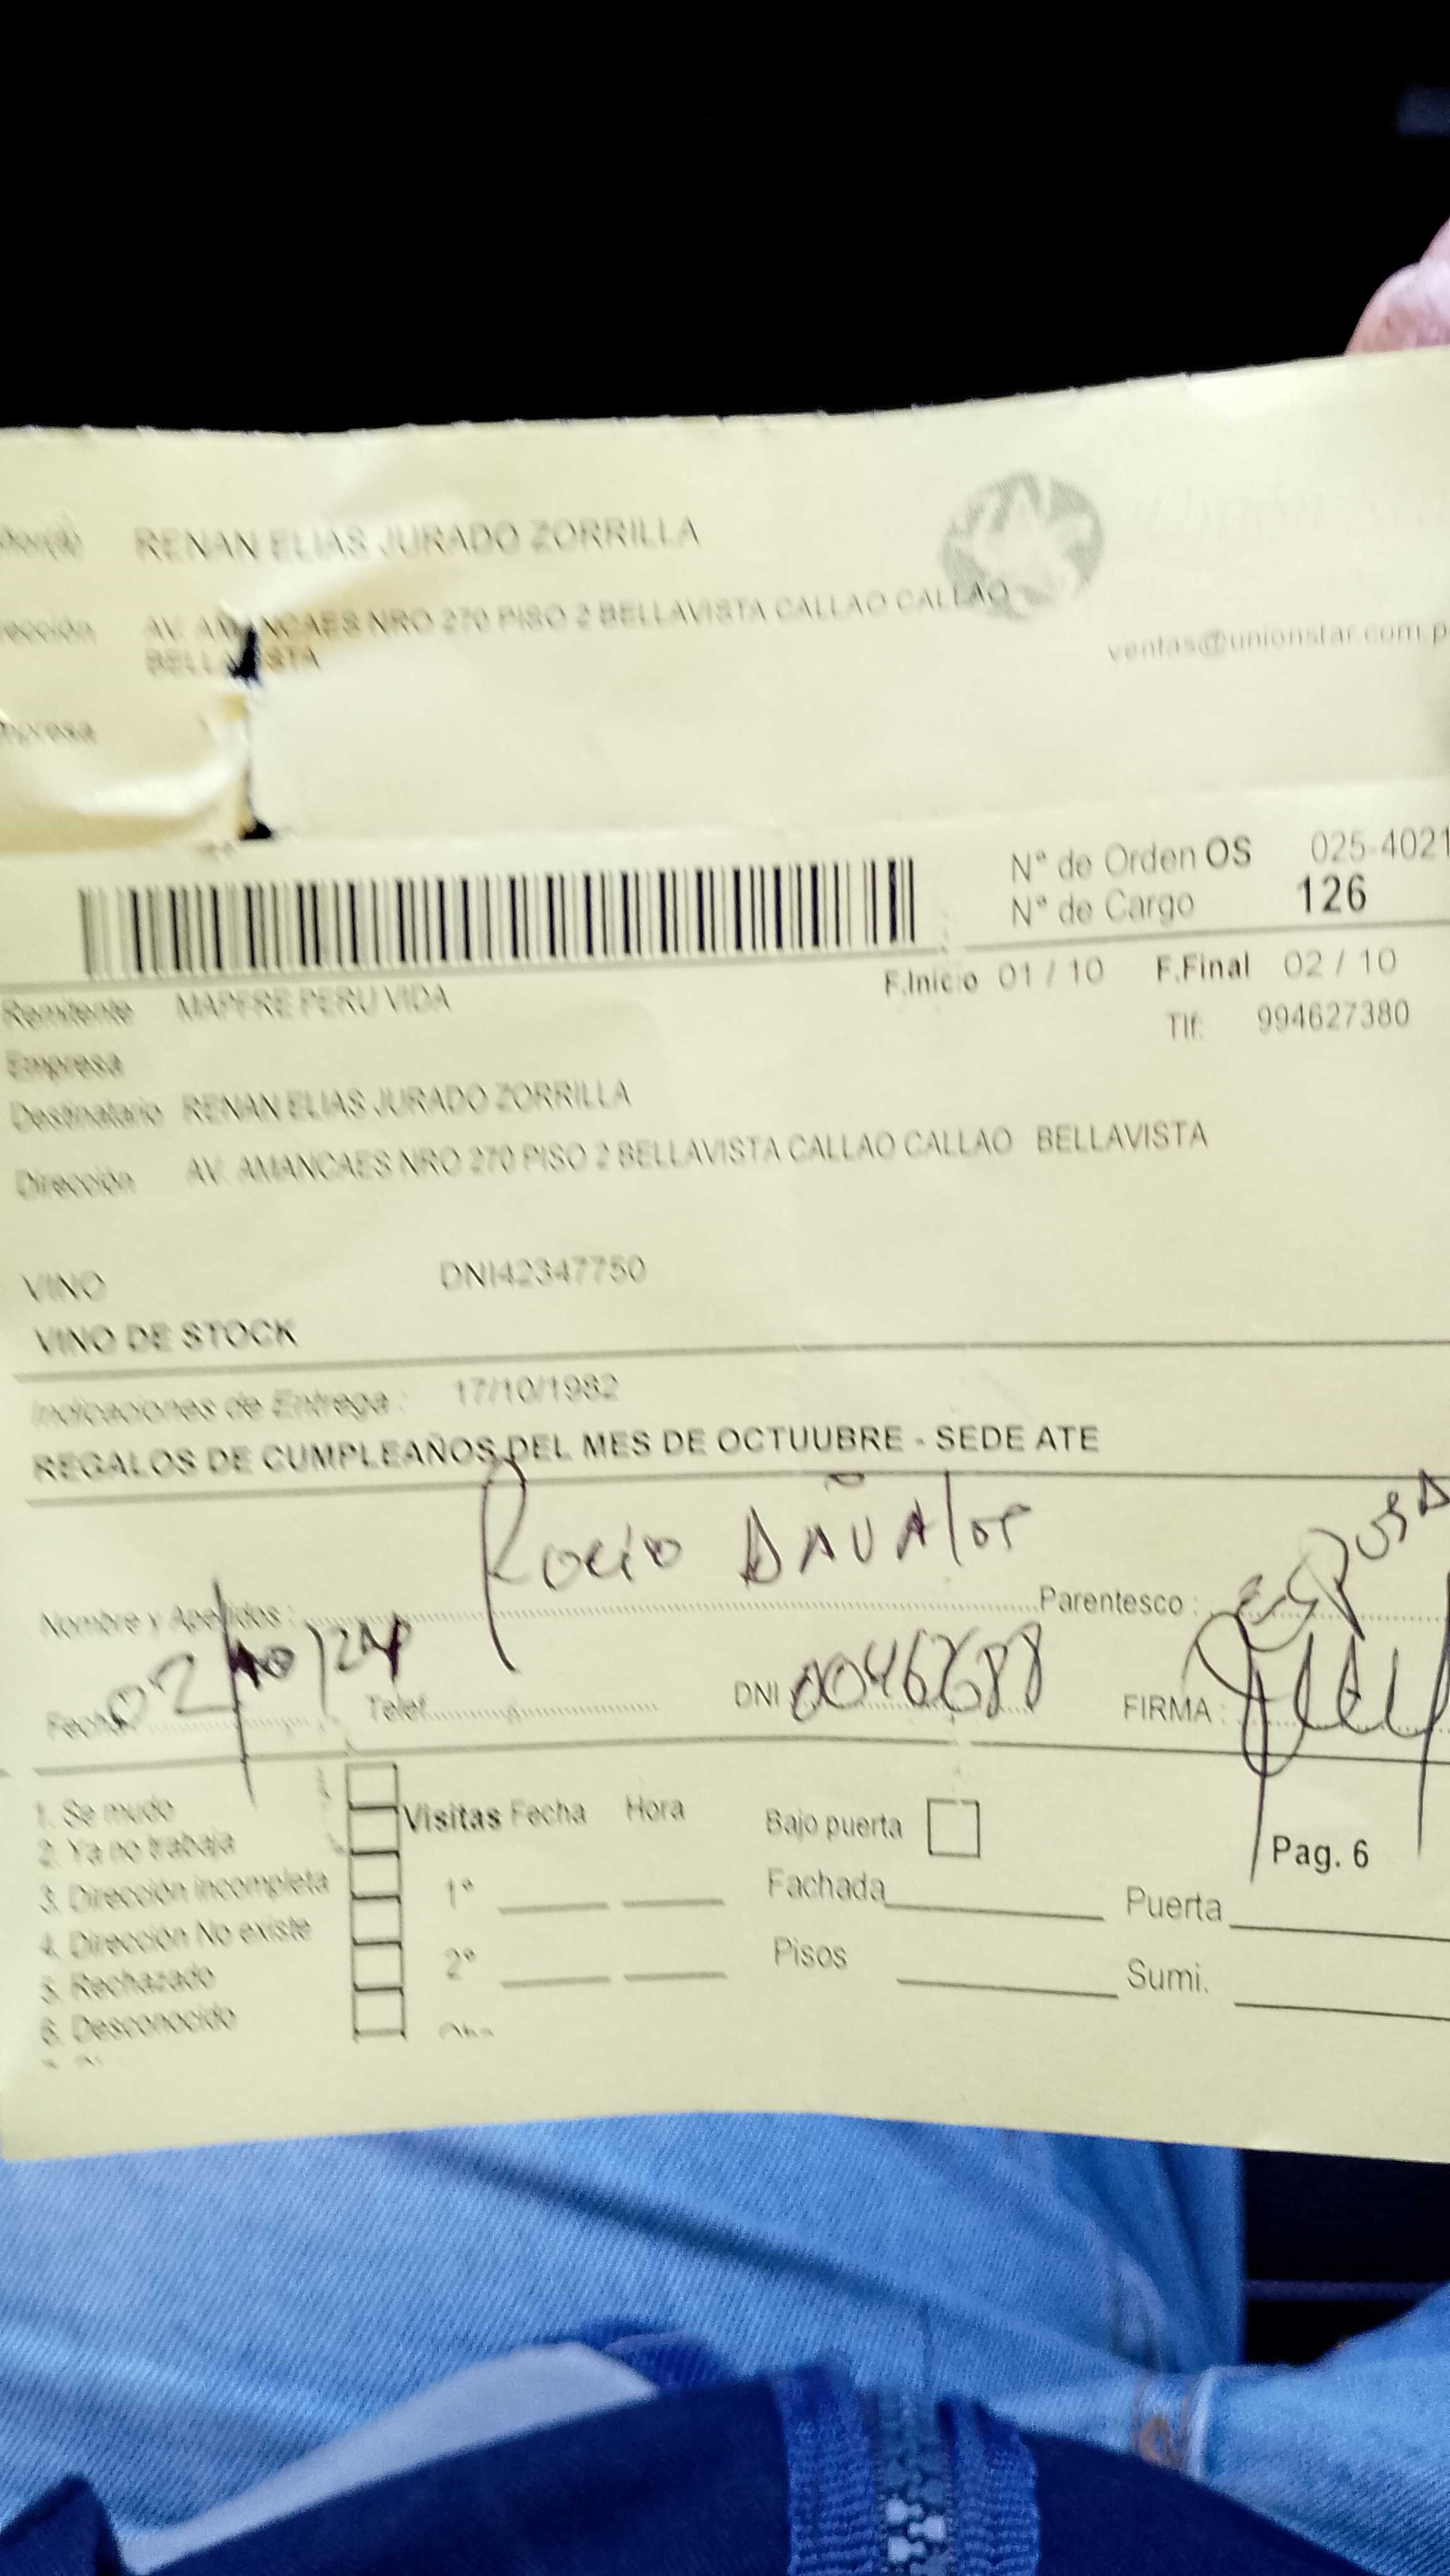 RENAN ELIAS JURADO ZORRILLA
rección AV. AMANCAES NRO 270 PISO 2 BELLAVISTA CALLAO CALLAO
BELLAVISTA
ventas@unionstar.com.p
mpresa
N° de Orden OS 025-4021
N° de Cargo 126
F.Inicio 01 / 10 F.Final 02 / 10
Remitente MAPFRE PERU VIDA
Tlf: 994627380
Empresa
Destinatario RENAN ELIAS JURADO ZORRILLA
Dirección AV. AMANCAES NRO 270 PISO 2 BELLAVISTA CALLAO CALLAO BELLAVISTA
VINO DNI42347750
VINO DE STOCK
Indicaciones de Entrega : 17/10/1982
REGALOS DE CUMPLEAÑOS DEL MES DE OCTUUBRE - SEDE ATE
Nombre y Apellidos : Rocio DAVAlos Parentesco : esposa
Fecha 02/10/24 Telef. DNI FIRMA :
1. Se mudo
2. Ya no trabaja
3. Dirección incompleta
4. Dirección No existe
5. Rechazado
6. Desconocido
Visitas Fecha Hora
1°
2°
Bajo puerta
Pag. 6
Fachada Puerta
Pisos Sumi.